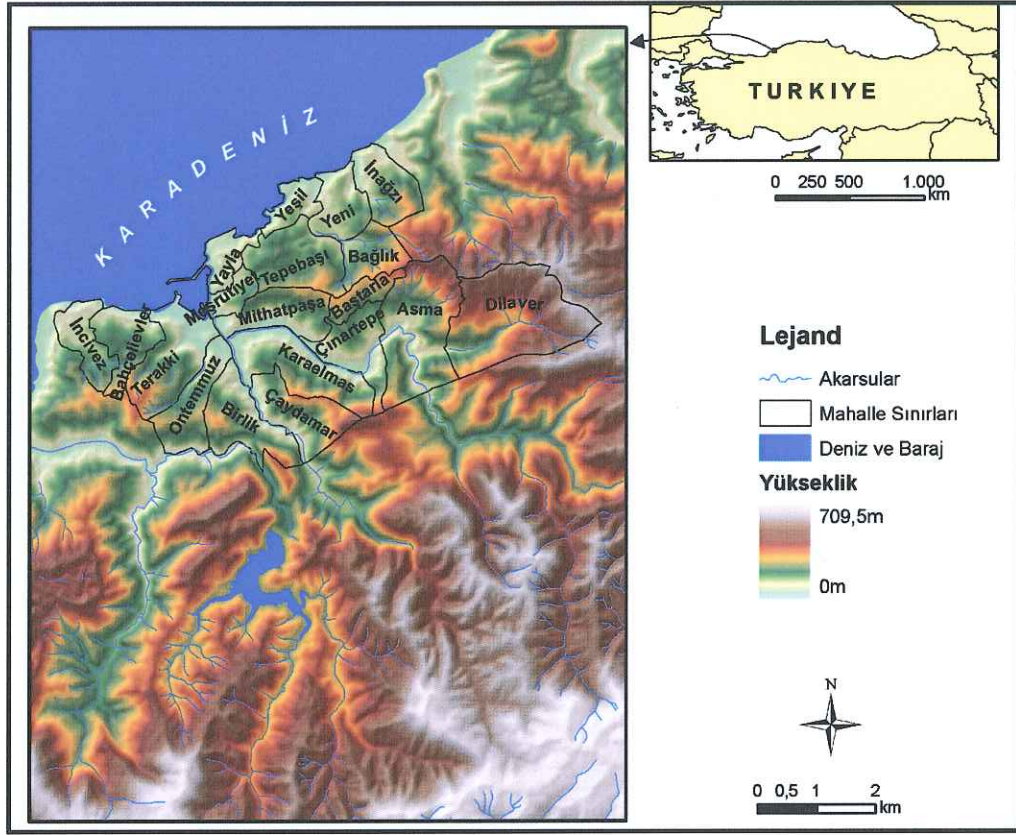 KARADENİZ
İnağzı
Yeşil
Yeni
Yayla
Tepebaşı
Bağlık
Meşrutiyet
Mithatpaşa
Baştarla
Asma
Dilaver
Çınartepe
İncivez
Bahçelievler
Terakki
Ontemmuz
Karaelmas
Birlik
Çaydamar
TURKIYE
0 250 500 1.000
km
Lejand
Akarsular
Mahalle Sınırları
Deniz ve Baraj
Yükseklik
709,5m
0m
N
0 0,5 1 2
km